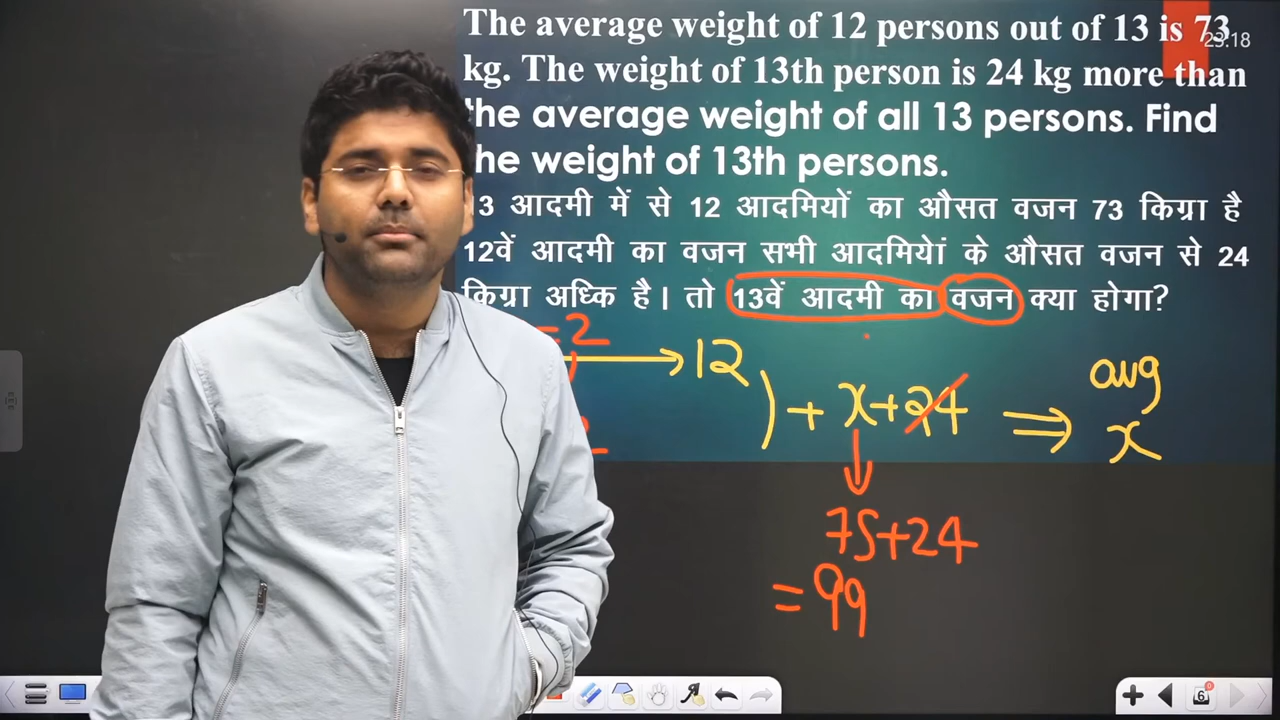 The average weight of 12 persons out of 13 is 73
23:18
kg. The weight of 13th person is 24 kg more than
the average weight of all 13 persons. Find
he weight of 13th persons.
3 आदमी में से 12 आदमियों का औसत वजन 73 किग्रा है
12वें आदमी का वजन सभी आदमियों के औसत वजन से 24
किग्रा अधिक है। तो 13वें आदमी का वजन क्या होगा?
=2
12
) + x+24 ⇒ avg x
75+24
= 99
6